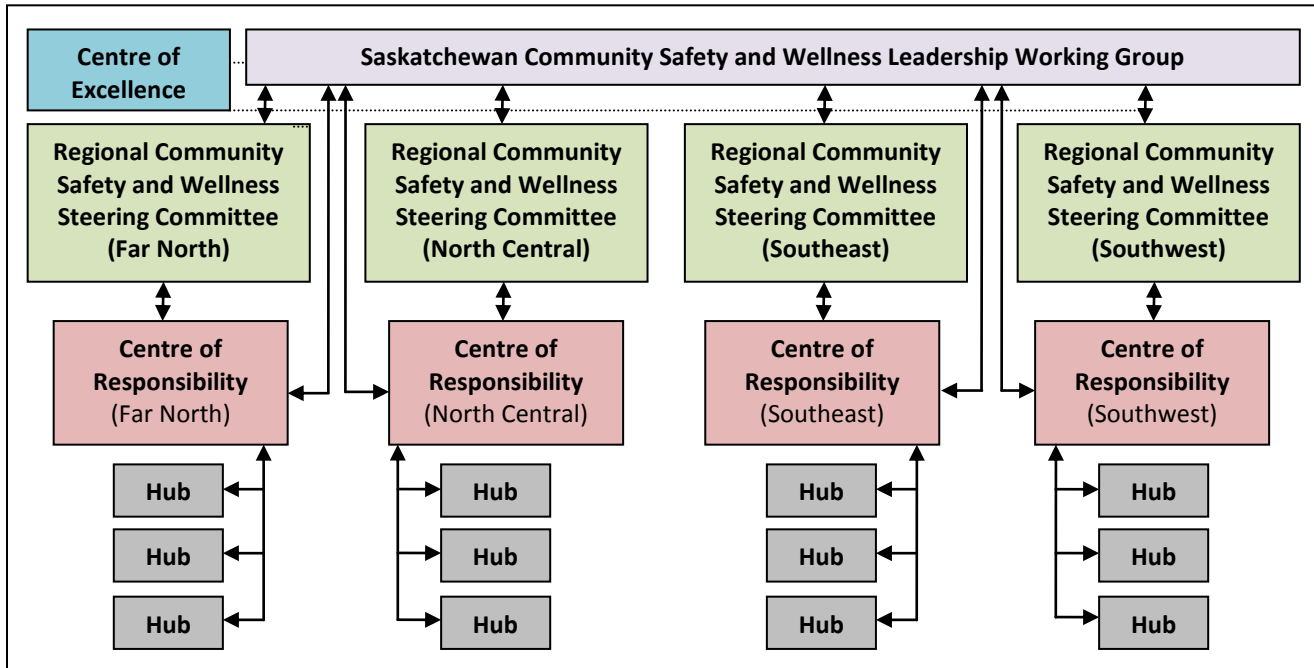 Centre of
Excellence
Saskatchewan Community Safety and Wellness Leadership Working Group
Regional Community
Safety and Wellness
Steering Committee
(Far North)
Regional Community
Safety and Wellness
Steering Committee
(North Central)
Regional Community
Safety and Wellness
Steering Committee
(Southeast)
Regional Community
Safety and Wellness
Steering Committee
(Southwest)
Centre of
Responsibility
(Far North)
Centre of
Responsibility
(North Central)
Centre of
Responsibility
(Southeast)
Centre of
Responsibility
(Southwest)
Hub
Hub
Hub
Hub
Hub
Hub
Hub
Hub
Hub
Hub
Hub
Hub